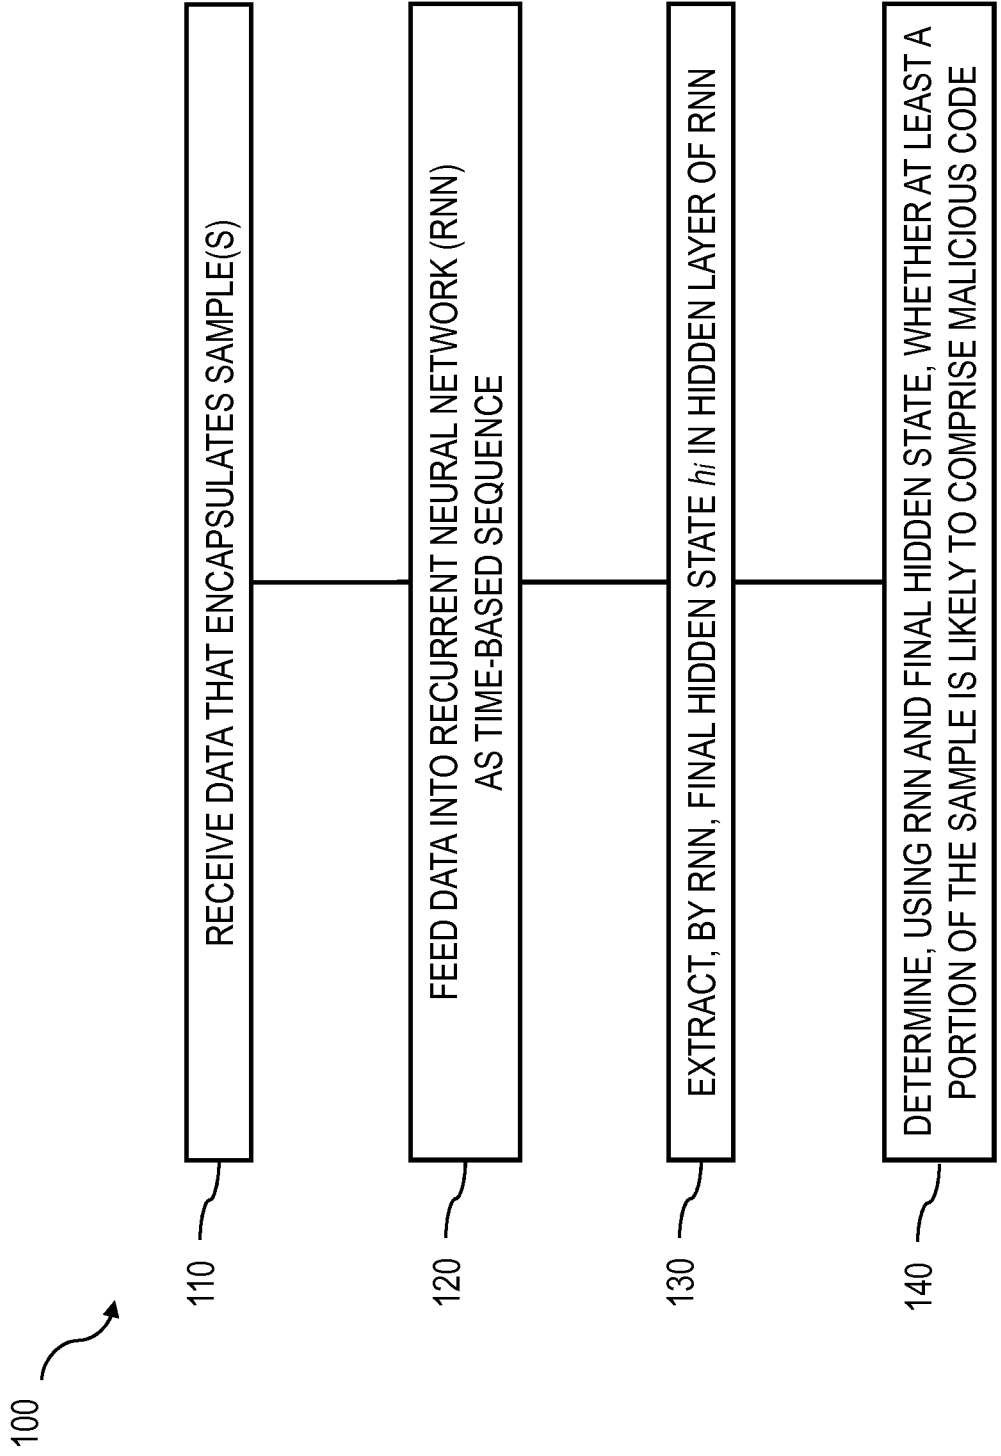 100
110
RECEIVE DATA THAT ENCAPSULATES SAMPLE(S)
120
FEED DATA INTO RECURRENT NEURAL NETWORK (RNN)
AS TIME-BASED SEQUENCE
130
EXTRACT, BY RNN, FINAL HIDDEN STATE hi IN HIDDEN LAYER OF RNN
140
DETERMINE, USING RNN AND FINAL HIDDEN STATE, WHETHER AT LEAST A
PORTION OF THE SAMPLE IS LIKELY TO COMPRISE MALICIOUS CODE